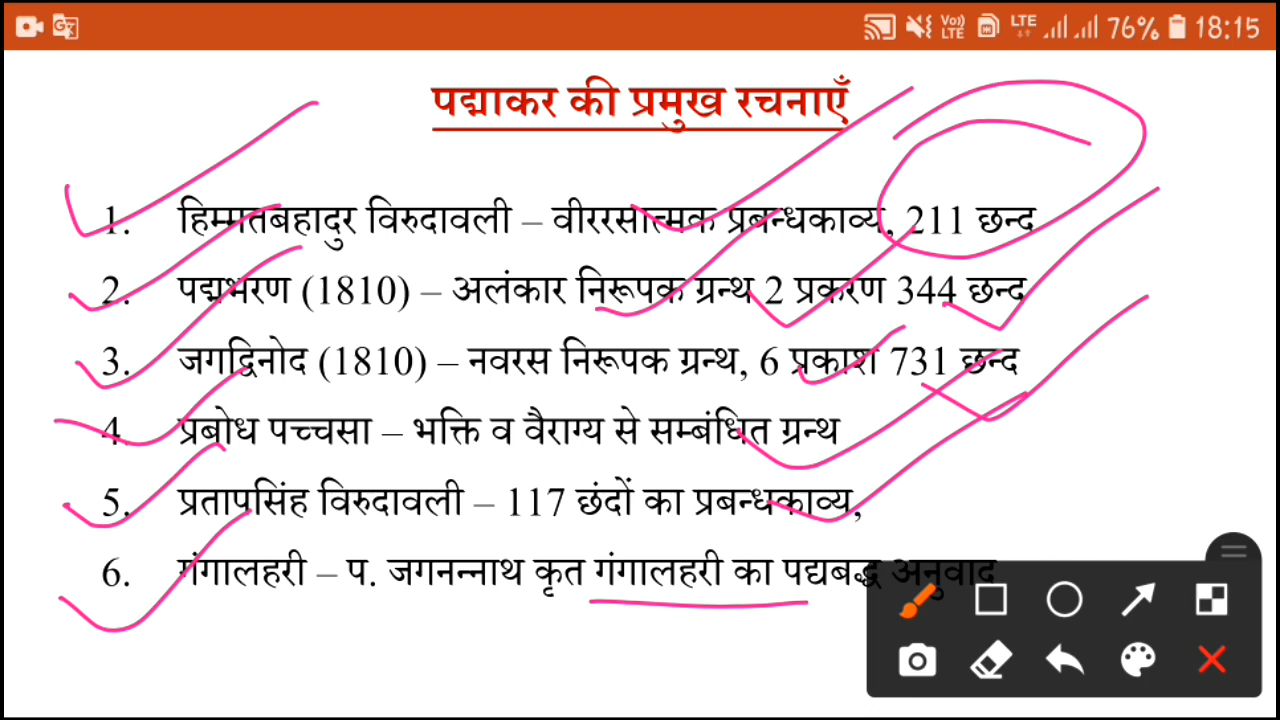 Vo)) LTE LTE 76% 18:15
पद्माकर की प्रमुख रचनाएँ
1. हिम्मतबहादुर विरुदावली – वीररसात्मक प्रबन्धकाव्य, 211 छन्द
2. पद्मभरण (1810) – अलंकार निरूपक ग्रन्थ 2 प्रकरण 344 छन्द
3. जगद्विनोद (1810) – नवरस निरूपक ग्रन्थ, 6 प्रकाश 731 छन्द
4. प्रबोध पच्चसा – भक्ति व वैराग्य से सम्बंधित ग्रन्थ
5. प्रतापसिंह विरुदावली – 117 छंदों का प्रबन्धकाव्य,
6. गंगालहरी – प. जगनन्नाथ कृत गंगालहरी का पद्यबद्ध अनुवाद